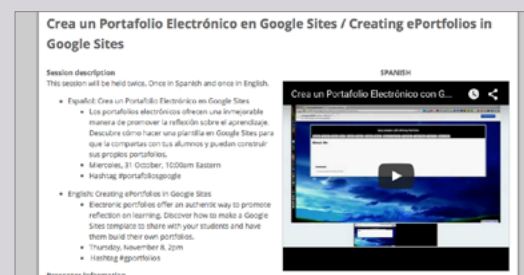 Crea un Portafolio Electrónico en Google Sites / Creating ePortfolios in
Google Sites
Session description
This session will be held twice. Once in Spanish and once in English.
Español: Crea un Portafolio Electrónico en Google Sites
Los portafolios electrónicos ofrecen una inmejorable
manera de promover la reflexión sobre el aprendizaje.
Descubre cómo hacer una plantilla en Google Sites para
que la compartas con tus alumnos y puedan construir
sus propios portafolios.
Miercoles, 31 October, 10:00am Eastern
Hashtag #portafoliosgoogle
English: Creating ePortfolios in Google Sites
Electronic portfolios offer an authentic way to promote
reflection on learning. Discover how to make a Google
Sites template to share with your students and have
them build their own portfolios.
Thursday, November 8, 2pm
Hashtag #gportfolios
SPANISH
Crea un Portafolio Electrónico con G...